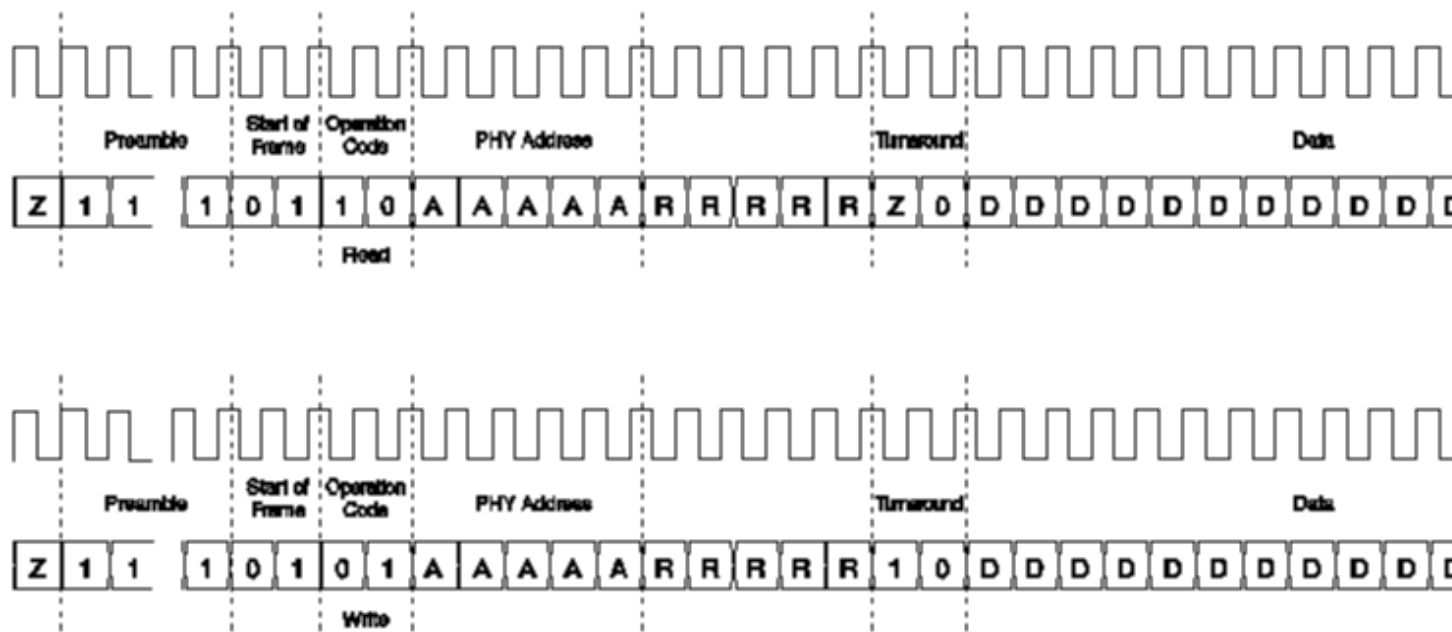 Preamble
Start of
Frame
Operation
Code
PHY Address
Turnaround
Data
Z 1 1 1 0 1 1 0 A A A A A R R R R R Z 0 D D D D D D D D D D D
Read
Preamble
Start of
Frame
Operation
Code
PHY Address
Turnaround
Data
Z 1 1 1 0 1 0 1 A A A A A R R R R R 1 0 D D D D D D D D D D D
Write